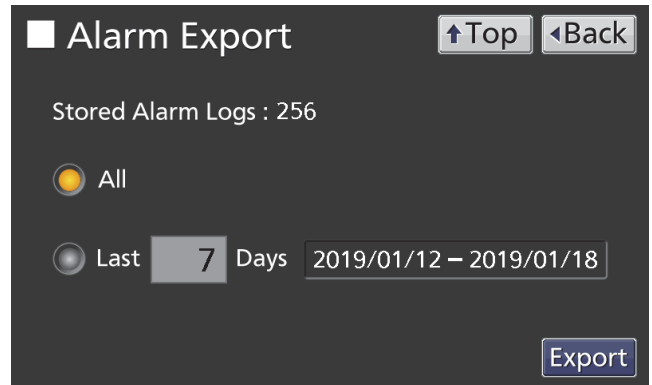 Alarm Export
↑Top
◂Back
Stored Alarm Logs : 256
All
Last 7 Days 2019/01/12 – 2019/01/18
Export